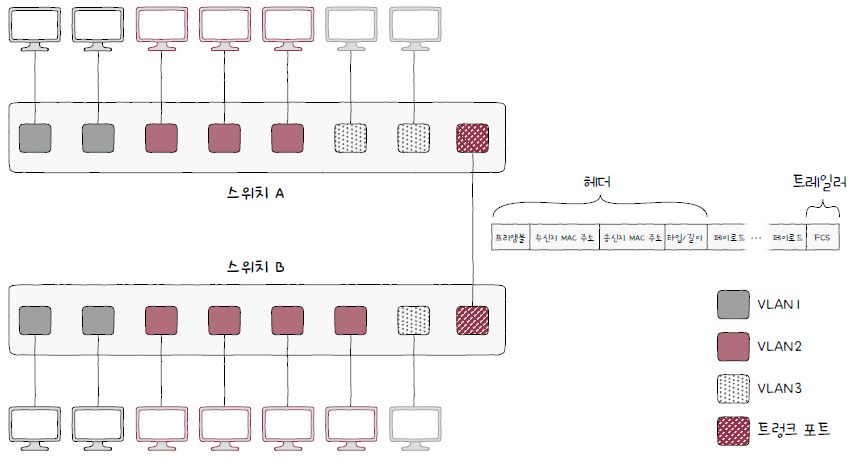 스위치 A
헤더
트레일러
프리앰블 수신지 MAC 주소 송신지 MAC 주소 타입/길이 페이로드 ··· 페이로드 FCS
스위치 B
VLAN1
VLAN2
VLAN3
트렁크 포트